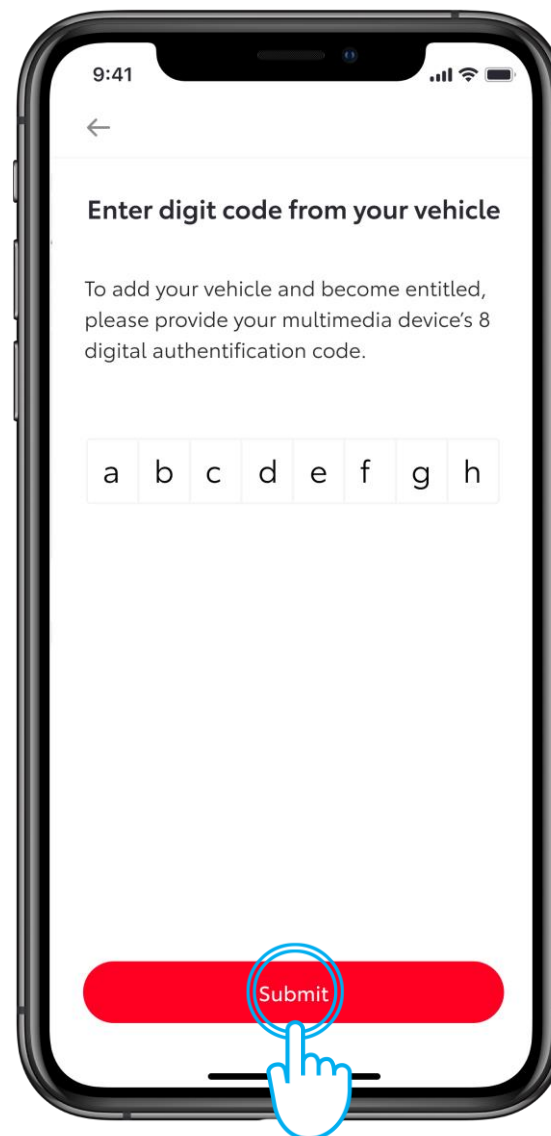 9:41
Enter digit code from your vehicle
To add your vehicle and become entitled,
please provide your multimedia device’s 8
digital authentification code.
a b c d e f g h
Submit